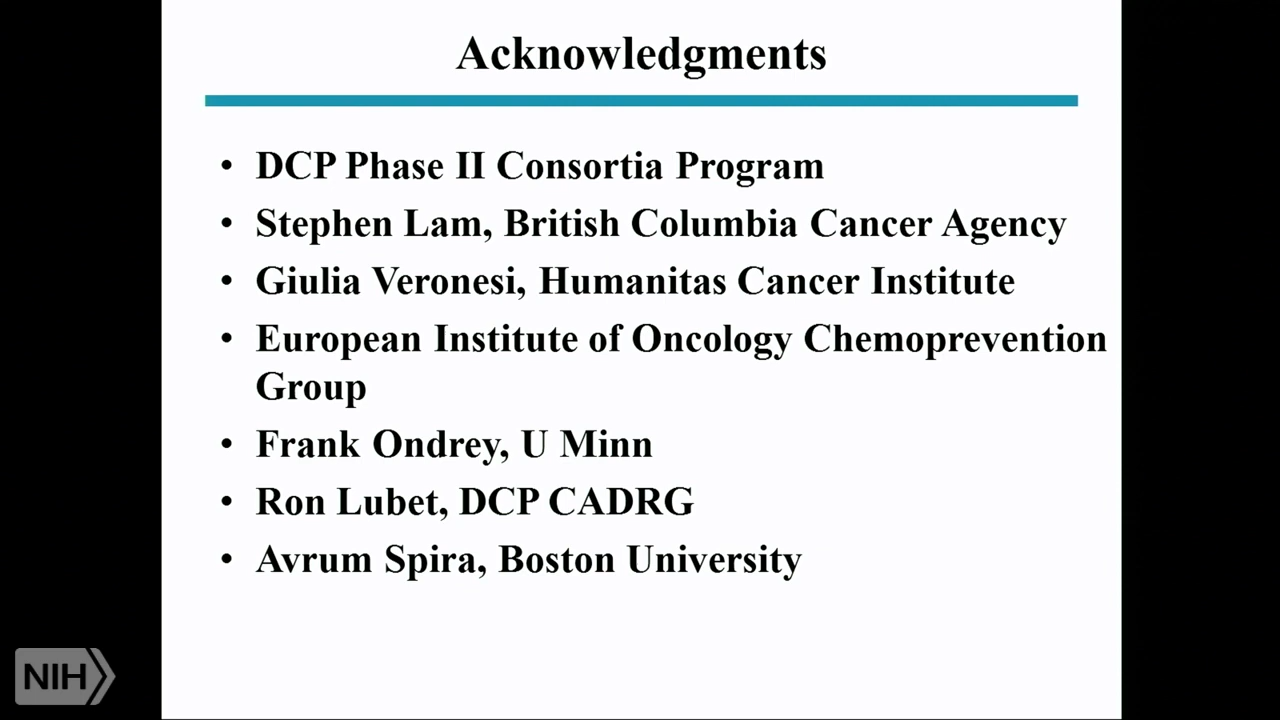 Acknowledgments
• DCP Phase II Consortia Program
• Stephen Lam, British Columbia Cancer Agency
• Giulia Veronesi, Humanitas Cancer Institute
• European Institute of Oncology Chemoprevention
Group
• Frank Ondrey, U Minn
• Ron Lubet, DCP CADRG
• Avrum Spira, Boston University
NIH